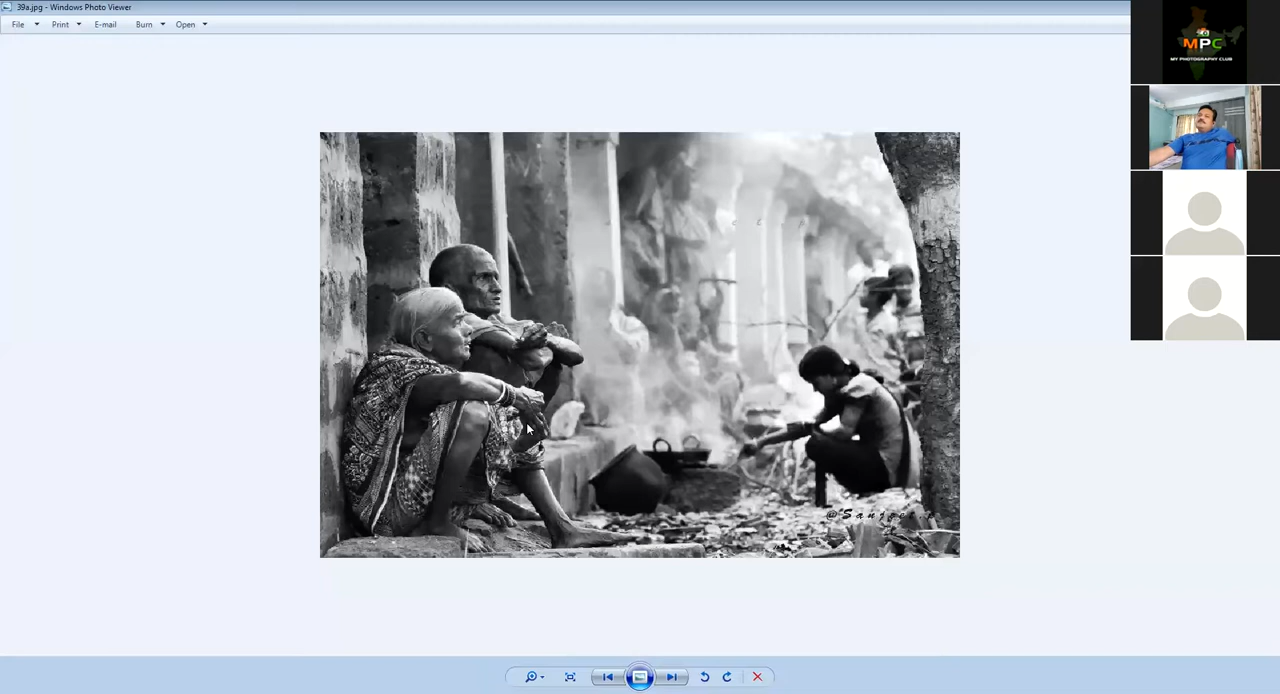 39a.jpg - Windows Photo Viewer
File Print E-mail Burn Open
MPC
MY PHOTOGRAPHY CLUB